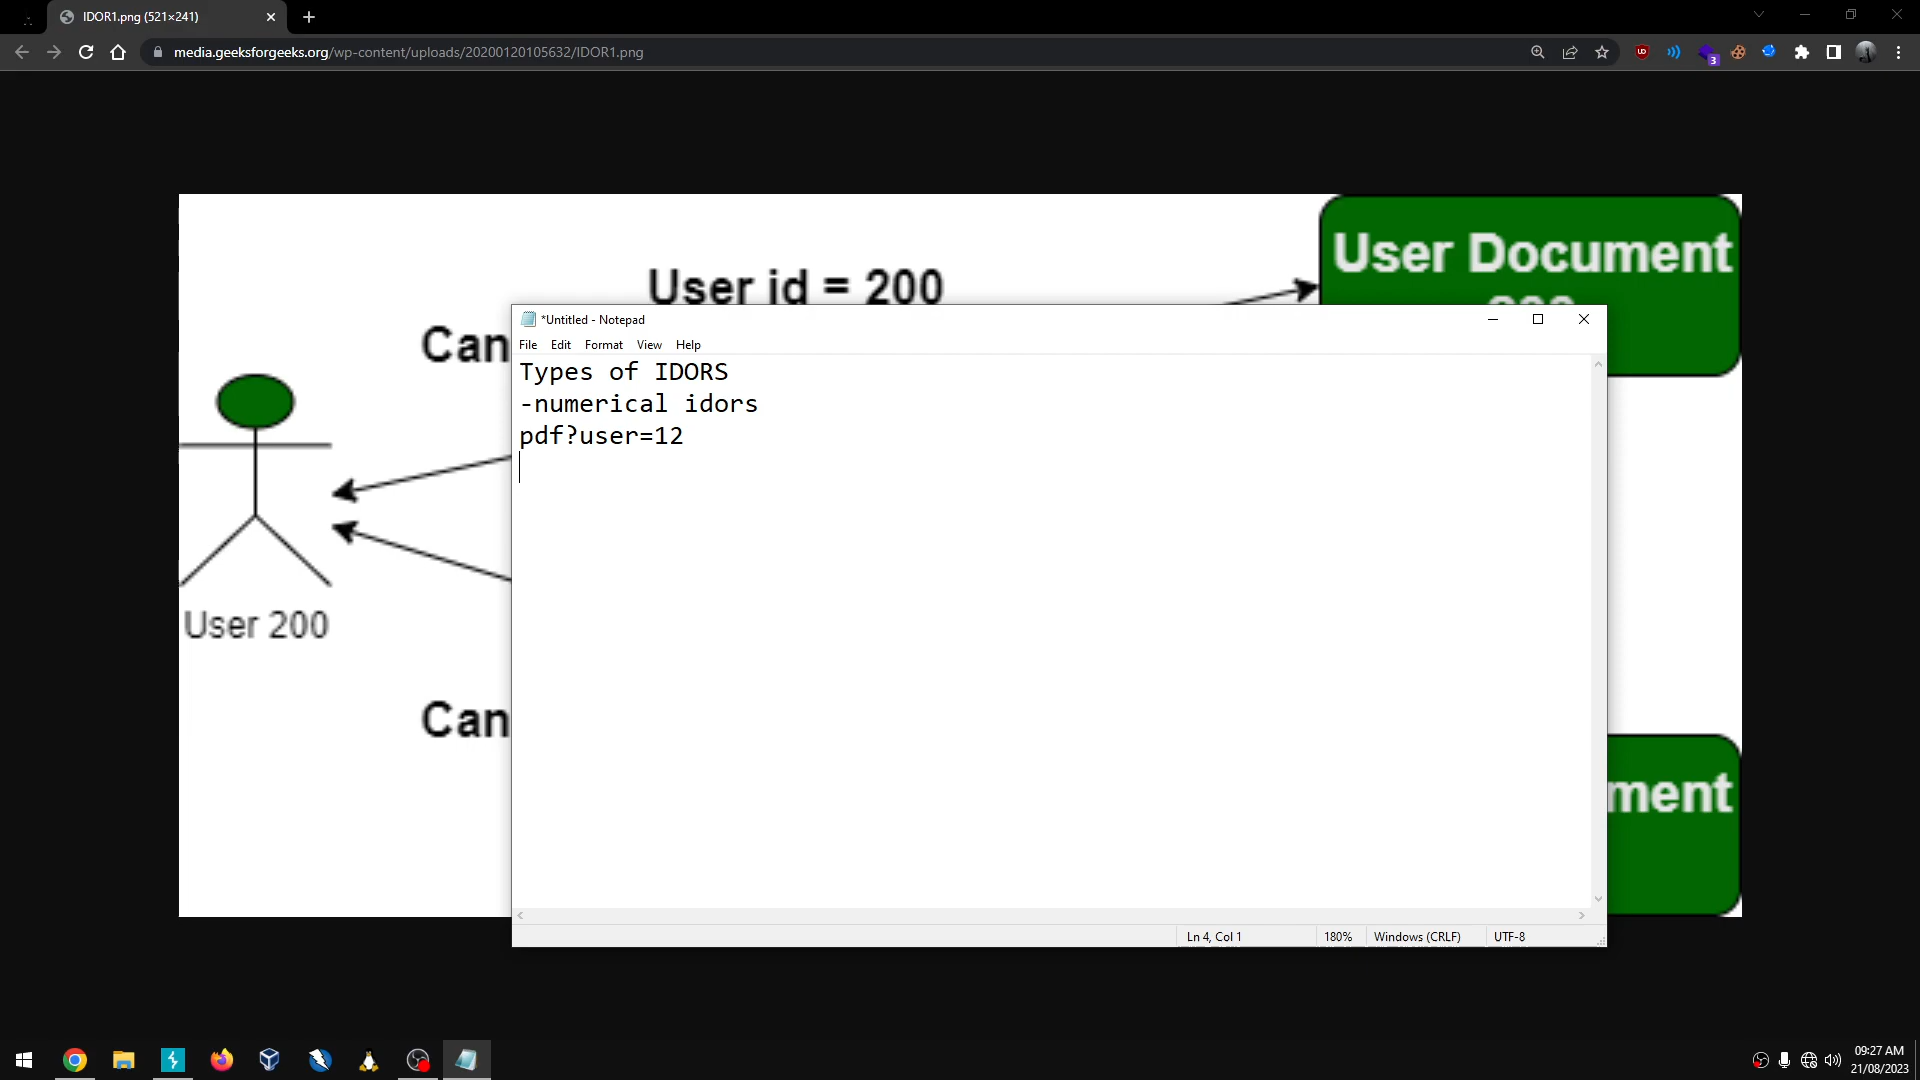 IDOR1.png (521×241)
media.geeksforgeeks.org/wp-content/uploads/20200120105632/IDOR1.png
3
User id = 200
User Document
Can
*Untitled - Notepad
File Edit Format View Help
Types of IDORS
-numerical idors
pdf?user=12
User 200
Can
ment
Ln 4, Col 1
180%
Windows (CRLF)
UTF-8
09:27 AM
21/08/2023